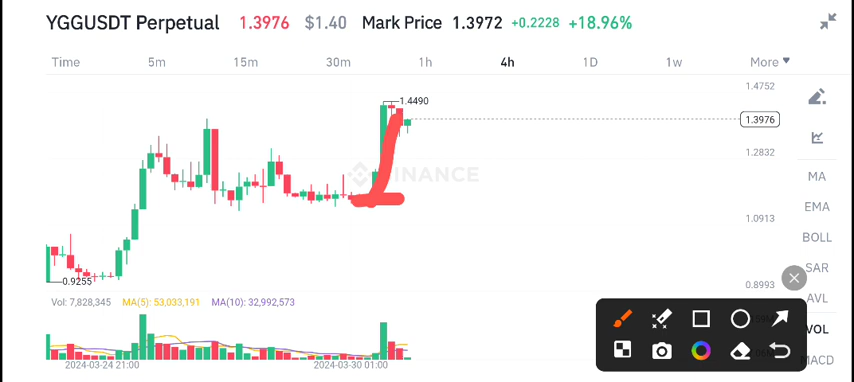 YGGUSDT Perpetual 1.3976 $1.40 Mark Price 1.3972 +0.2228 +18.96%
Time 5m 15m 30m 1h 4h 1D 1w More
1.4752
1.4490
1.3976
1.2832
BINANCE
MA
EMA
1.0913
BOLL
SAR
0.9255
0.8993
AVL
Vol: 7,828,345 MA(5): 53,033,191 MA(10): 32,992,573
VOL
MACD
2024-03-24 21:00 2024-03-30 01:00